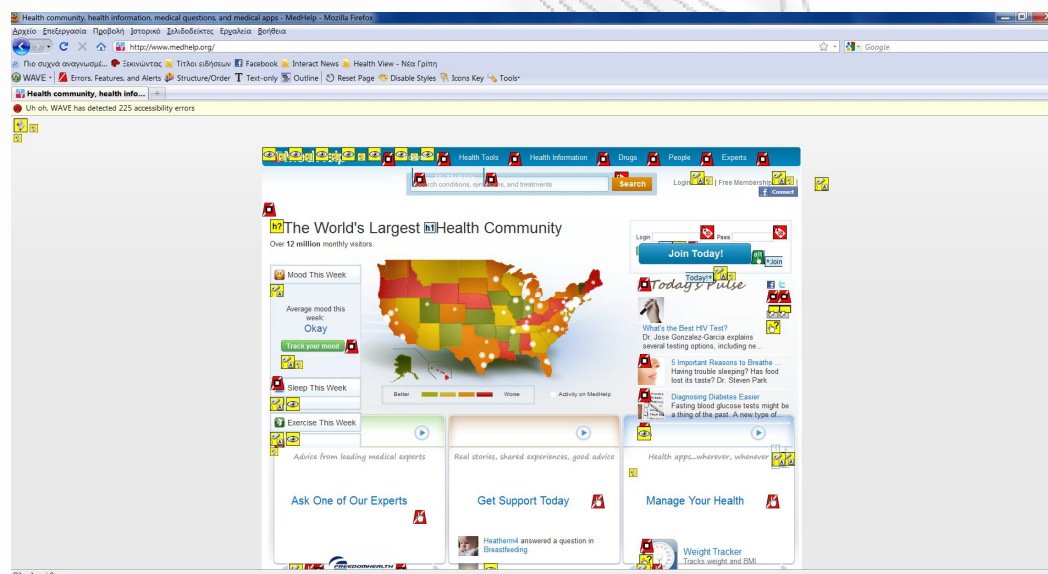 Health community, health information, medical questions, and medical apps - MedHelp - Mozilla Firefox
Αρχείο Επεξεργασία Προβολή Ιστορικό Σελιδοδείκτες Εργαλεία Βοήθεια
http://www.medhelp.org/
Google
Πιο συχνά αναγνωσμέ... Ξεκινώντας Τίτλοι ειδήσεων Facebook Interact News Health View - Νέα Γρίπη
WAVE Errors, Features, and Alerts Structure/Order Text-only Outline Reset Page Disable Styles Icons Key Tools
Health community, health info...
Uh oh. WAVE has detected 225 accessibility errors
Health Tools Health Information Drugs People Experts
conditions, and treatments Search
Login | Free Membership |
Connect
h? The World's Largest h1 Health Community
Over 12 million monthly visitors.
Login Pass
Join Today!
*Join
Today!*
Mood This Week
Average mood this
week:
Okay
Track your mood
Sleep This Week
Exercise This Week
Better Worse Activity on MedHelp
Today's Pulse
What's the Best HIV Test?
Dr. Jose Gonzalez-Garcia explains
several testing options, including ne...
5 Important Reasons to Breathe ...
Having trouble sleeping? Has food
lost its taste? Dr. Steven Park
Diagnosing Diabetes Easier
Fasting blood glucose tests might be
a thing of the past. A new type of...
Advice from leading medical experts
Ask One of Our Experts
FREEDOMHEALTH
Real stories, shared experiences, good advice
Get Support Today
Heatherm4 answered a question in
Breastfeeding
Health apps...wherever, whenever
Manage Your Health
Weight Tracker
Tracks weight and BMI